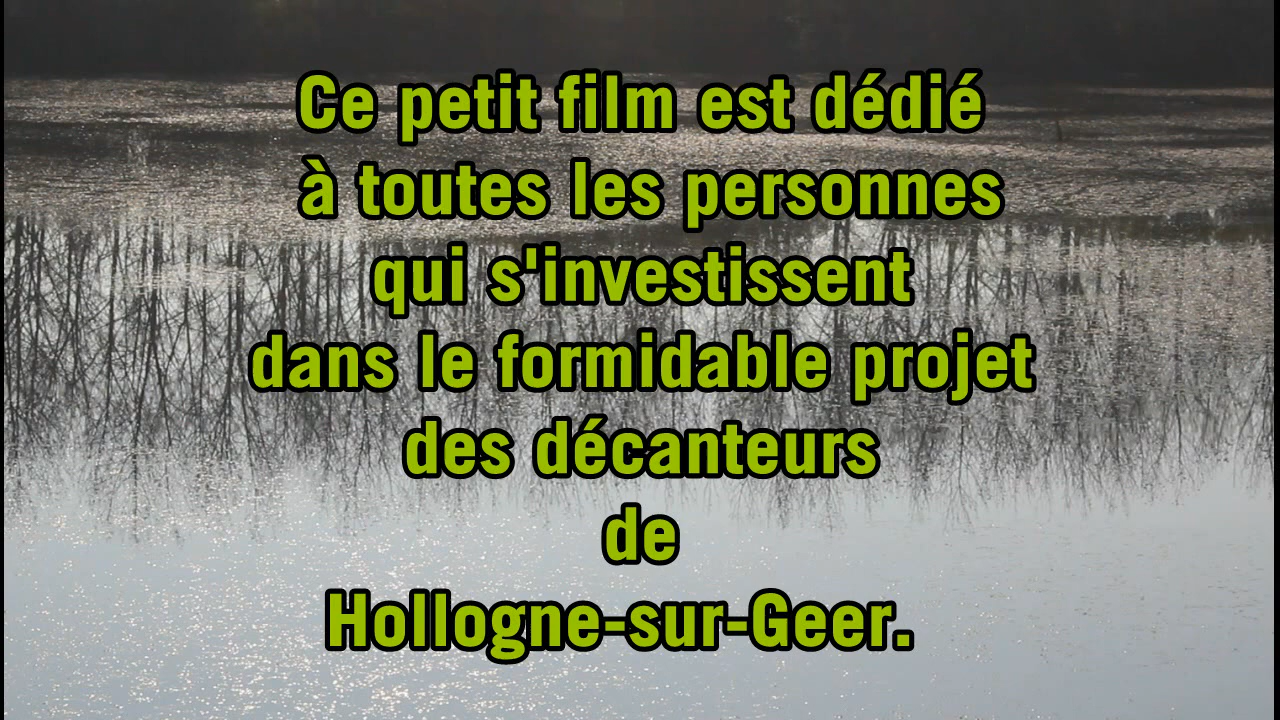 Ce petit film est dédié
à toutes les personnes
qui s'investissent
dans le formidable projet
des décanteurs
de
Hollogne-sur-Geer.